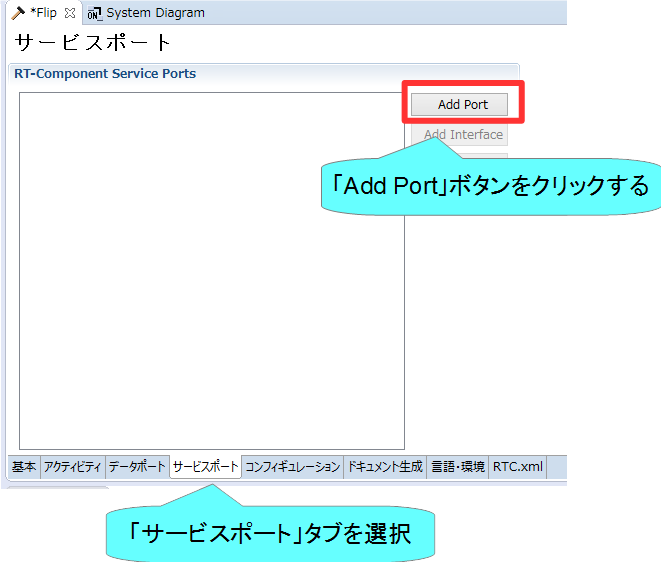 *Flip
System Diagram
サービスポート
RT-Component Service Ports
Add Port
Add Interface
「Add Port」ボタンをクリックする
基本 アクティビティ データポート サービスポート コンフィギュレーション ドキュメント生成 言語・環境 RTC.xml
「サービスポート」タブを選択